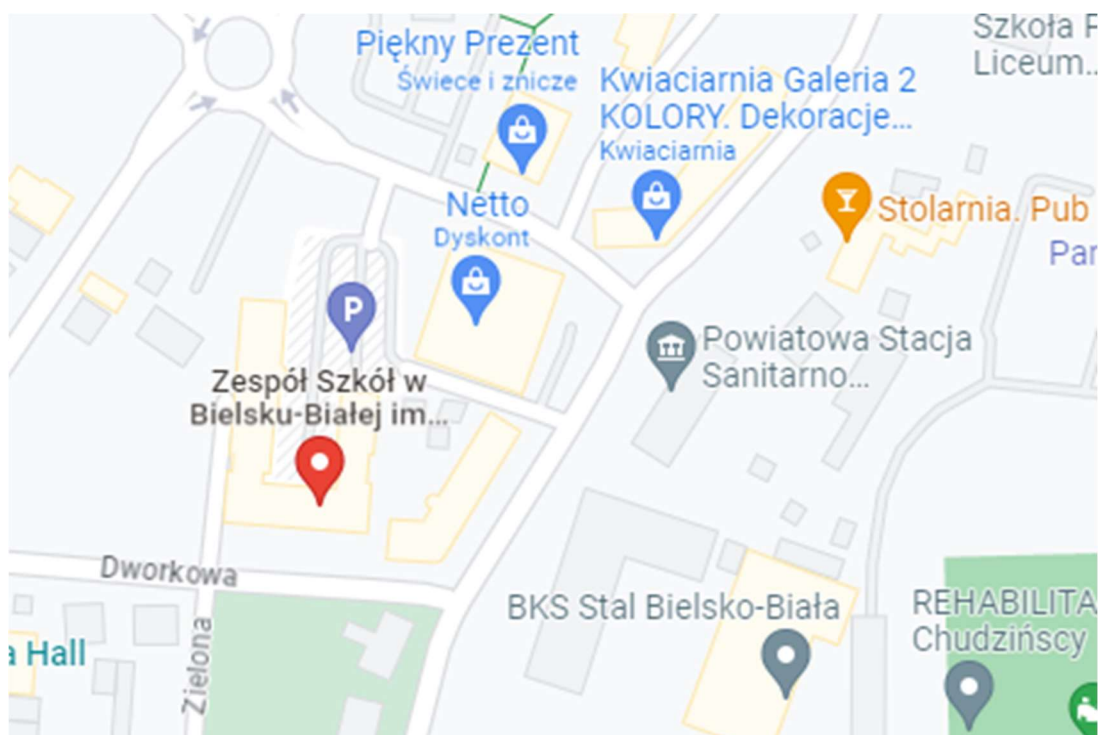 Szkoła P
Liceum...
Piękny Prezent
Świece i znicze
Kwiaciarnia Galeria 2
KOLORY. Dekoracje...
Kwiaciarnia
Netto
Dyskont
Stolarnia. Pub
Par
P
Powiatowa Stacja
Sanitarno...
Zespół Szkół w
Bielsku-Białej im...
Dworkowa
BKS Stal Bielsko-Biała
REHABILITA
Chudzińscy
a Hall
Zielona